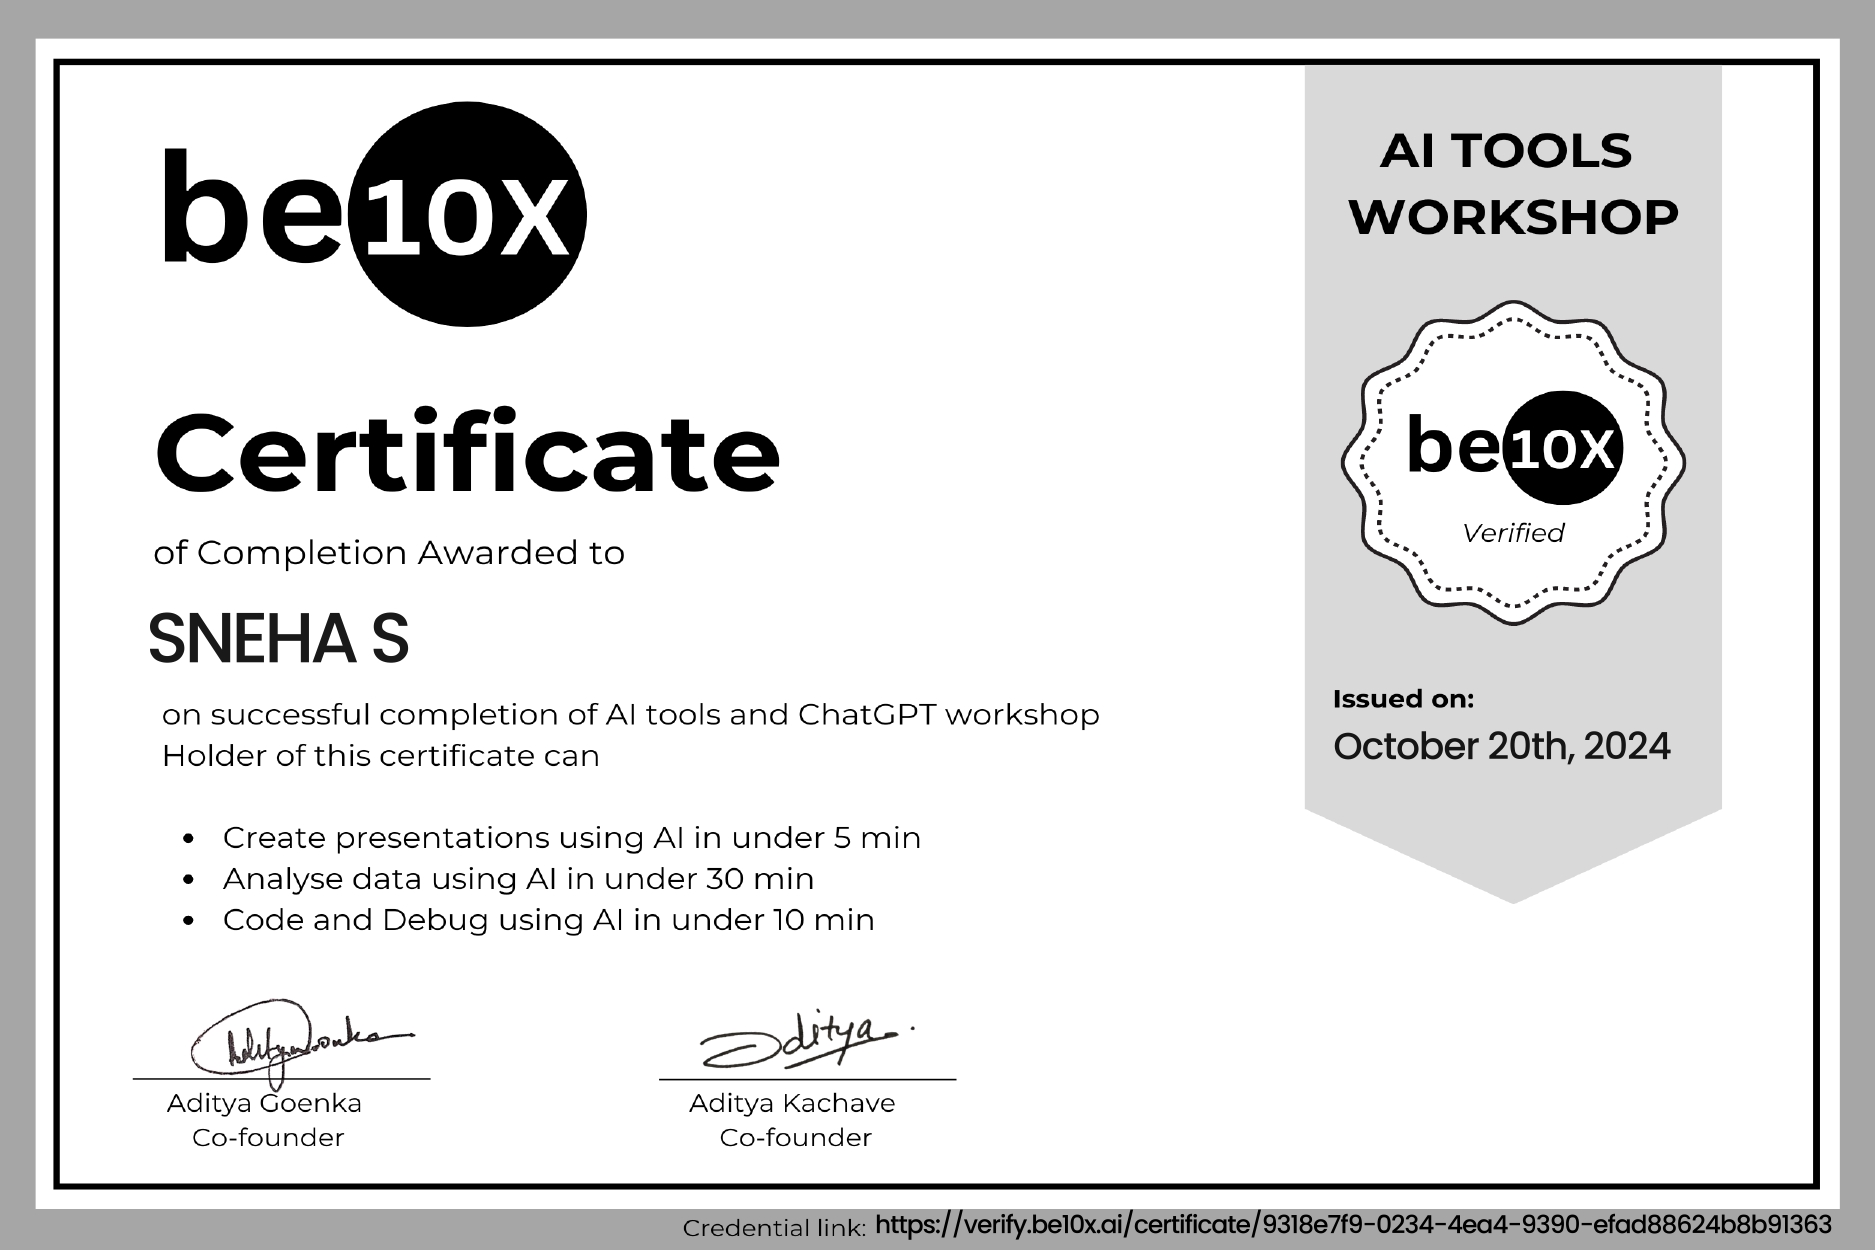 be10X
Certificate
of Completion Awarded to
SNEHA S
on successful completion of AI tools and ChatGPT workshop
Holder of this certificate can
• Create presentations using AI in under 5 min
• Analyse data using AI in under 30 min
• Code and Debug using AI in under 10 min
Aditya Goenka
Aditya Goenka
Co-founder
Aditya.
Aditya Kachave
Co-founder
AI TOOLS
WORKSHOP
be10X
Verified
Issued on:
October 20th, 2024
Credential link: https://verify.be10x.ai/certificate/9318e7f9-0234-4ea4-9390-efad88624b8b91363